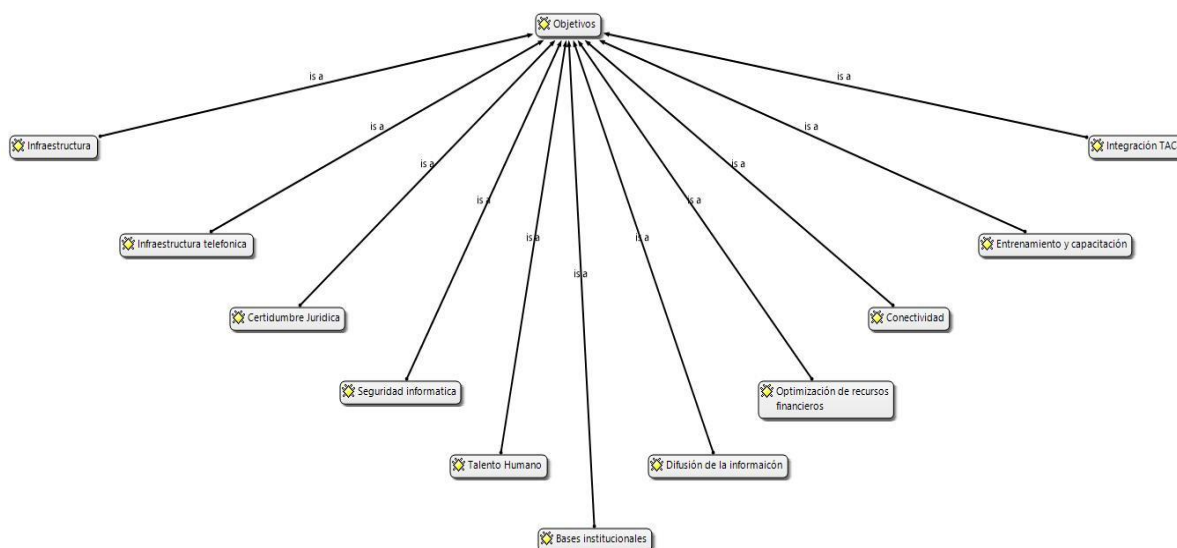 Objetivos
is a
is a
Infraestructura
is a
is a
Integración TAC
is a
is a
Infraestructura telefonica
is a
is a
Entrenamiento y capacitación
is a
is a
is a
Certidumbre Juridica
Conectividad
Seguridad informatica
Optimización de recursos
financieros
Talento Humano
Difusión de la informaicón
Bases institucionales